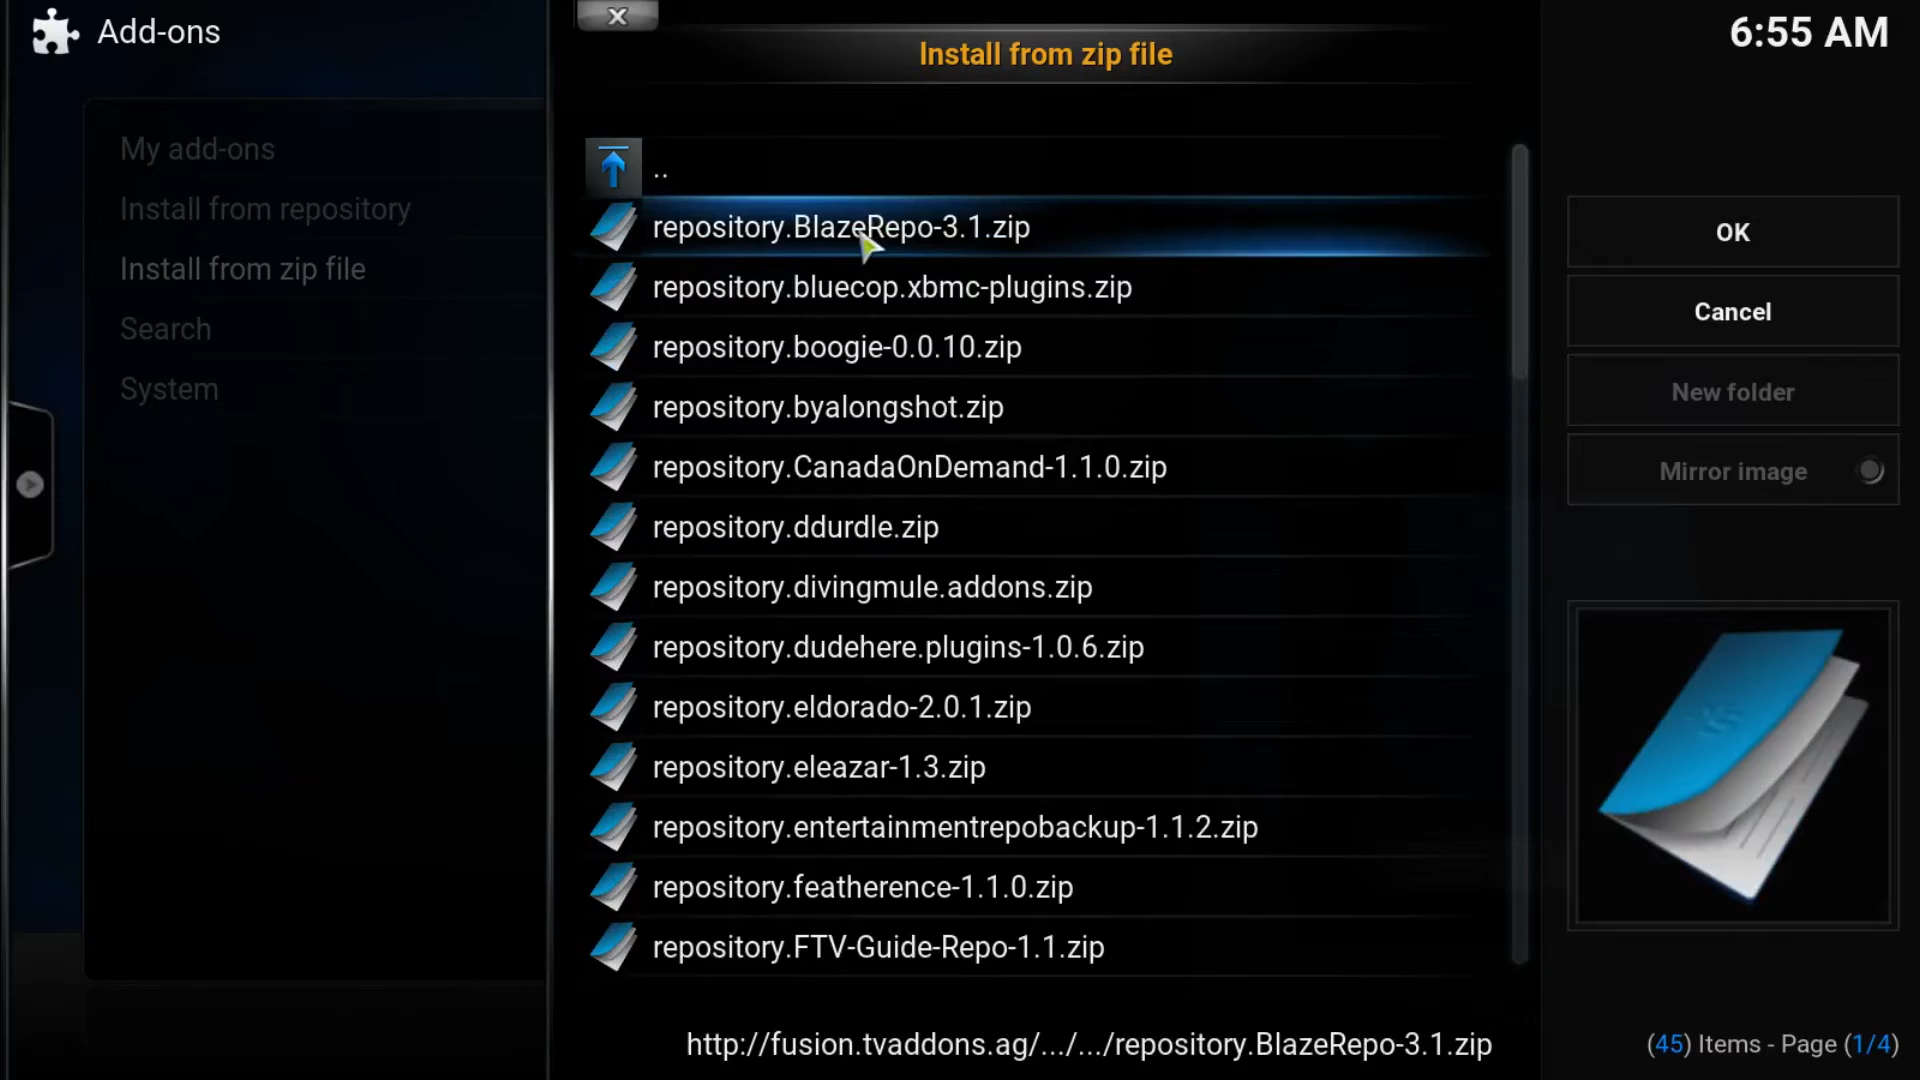 Add-ons
X
Install from zip file
6:55 AM
My add-ons
Install from repository
Install from zip file
Search
System
..
repository.BlazeRepo-3.1.zip
repository.bluecop.xbmc-plugins.zip
repository.boogie-0.0.10.zip
repository.byalongshot.zip
repository.CanadaOnDemand-1.1.0.zip
repository.ddurdle.zip
repository.divingmule.addons.zip
repository.dudehere.plugins-1.0.6.zip
repository.eldorado-2.0.1.zip
repository.eleazar-1.3.zip
repository.entertainmentrepobackup-1.1.2.zip
repository.featherence-1.1.0.zip
repository.FTV-Guide-Repo-1.1.zip
OK
Cancel
New folder
Mirror image
http://fusion.tvaddons.ag/.../.../repository.BlazeRepo-3.1.zip
(45) Items - Page (1/4)